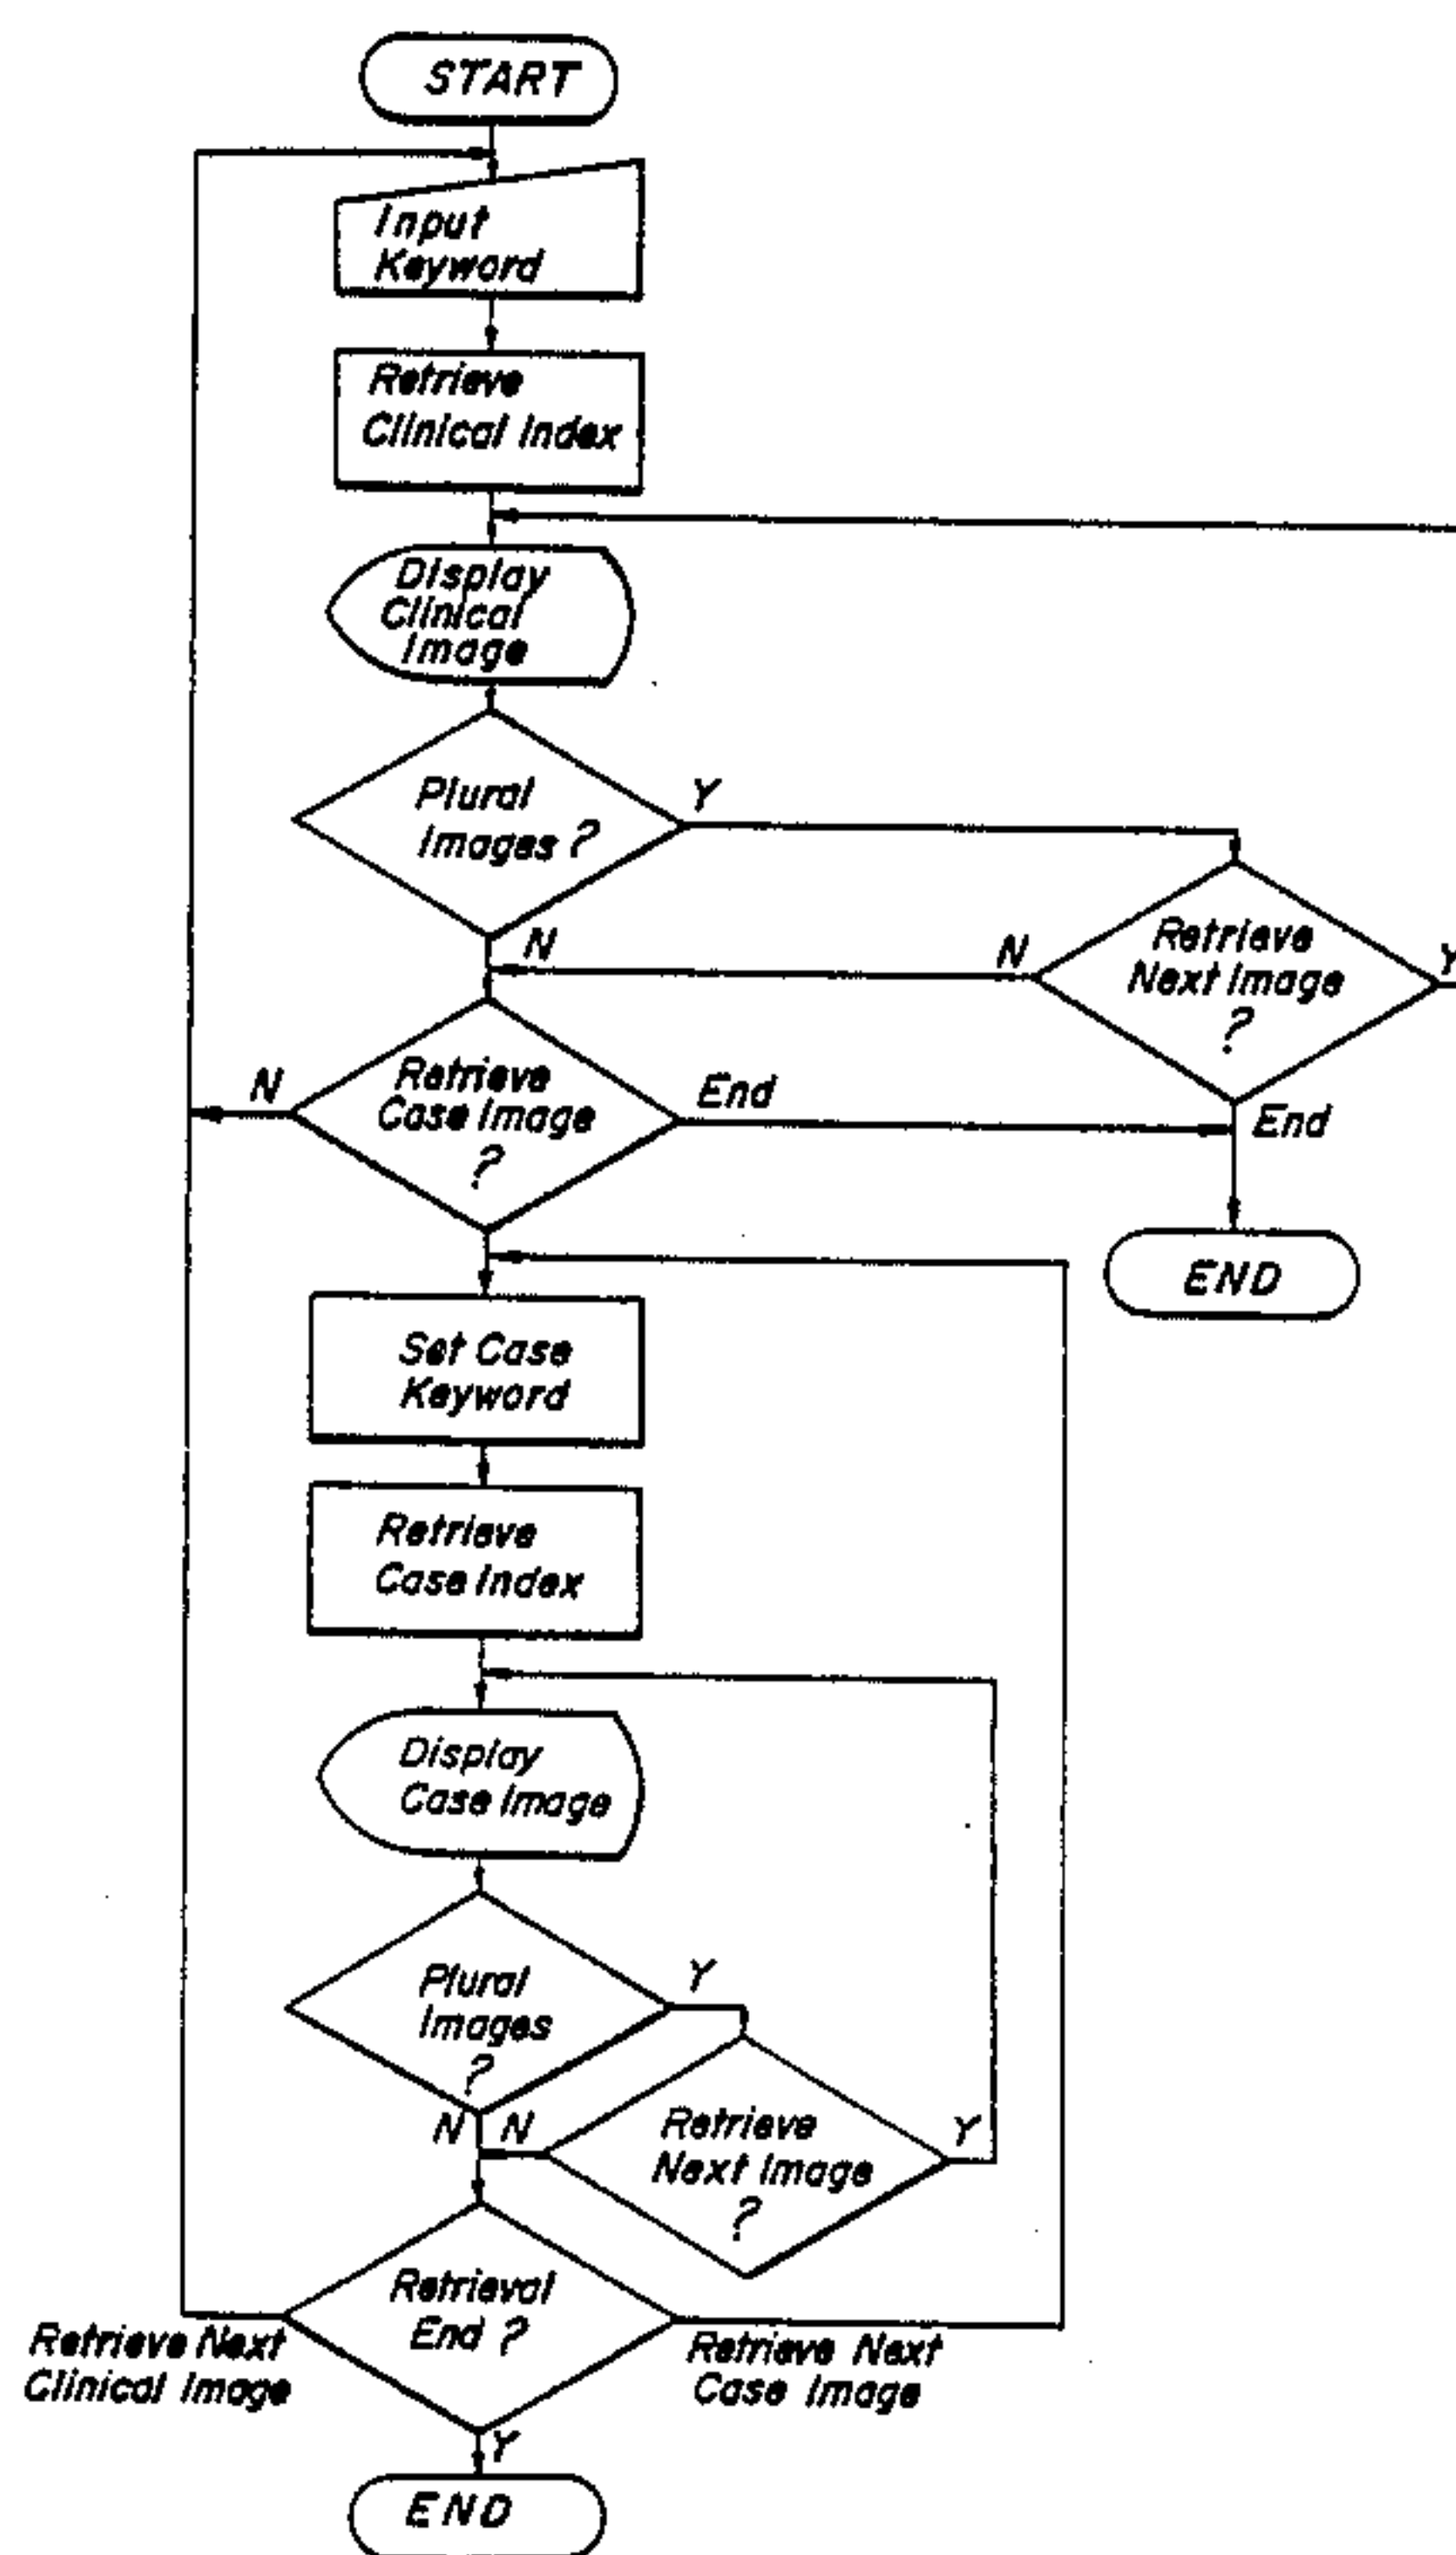 START
Input
Keyword
Retrieve
Clinical Index
Display
Clinical
Image
Plural
Images ?
Y
N
Retrieve
Next Image
?
N
Y
End
Retrieve
Case Image
?
N
End
END
Set Case
Keyword
Retrieve
Case Index
Display
Case Image
Plural
Images
?
Y
N
N
Retrieve
Next Image
?
Y
Retrieval
End ?
Retrieve Next
Clinical Image
Retrieve Next
Case Image
Y
END